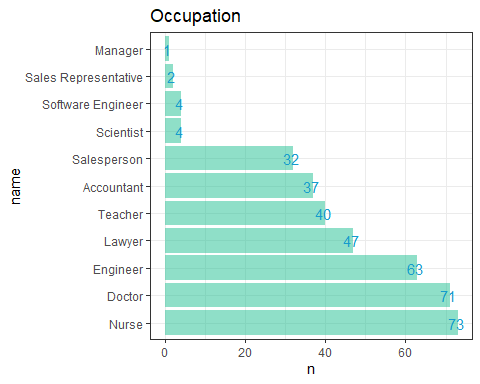 Occupation
Manager 1
Sales Representative 2
Software Engineer 4
Scientist 4
Salesperson 32
Accountant 37
Teacher 40
Lawyer 47
Engineer 63
Doctor 71
Nurse 73
name
0 20 40 60
n